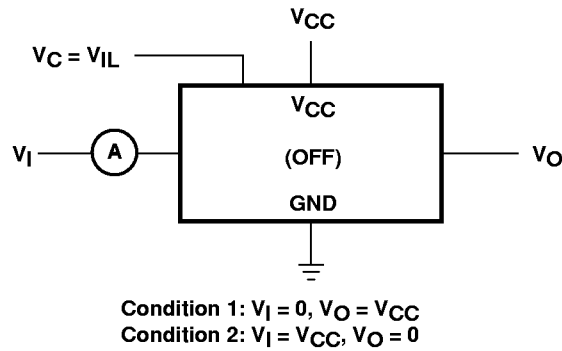 VCC
VC = VIL
VCC
VI
A
(OFF)
VO
GND
Condition 1: VI = 0, VO = VCC
Condition 2: VI = VCC, VO = 0